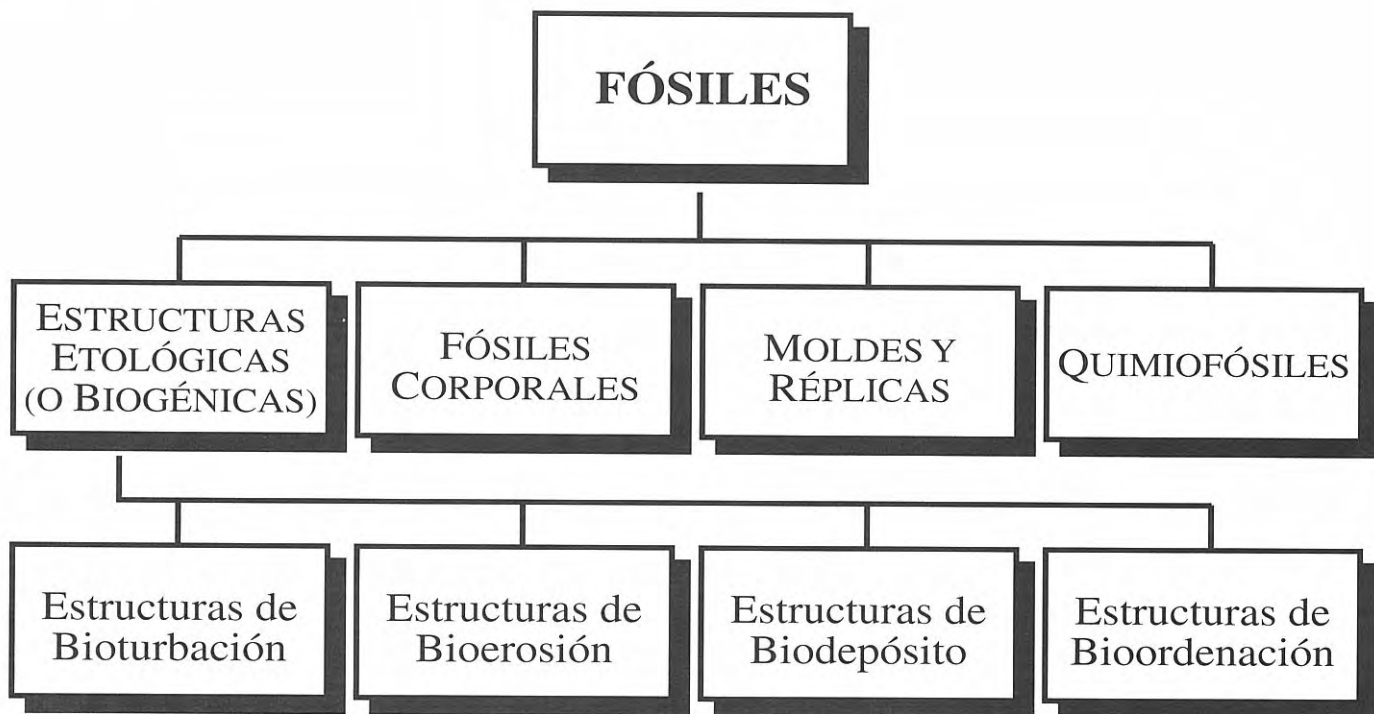 FÓSILES
ESTRUCTURAS
ETOLÓGICAS
(O BIOGÉNICAS)
FÓSILES
CORPORALES
MOLDES Y
RÉPLICAS
QUIMIOFÓSILES
Estructuras de
Bioturbación
Estructuras de
Bioerosión
Estructuras de
Biodepósito
Estructuras de
Bioordenación